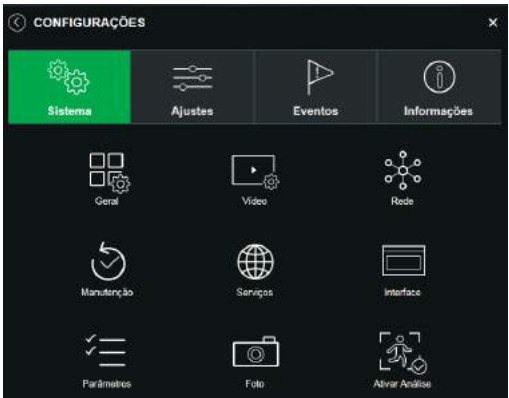 CONFIGURAÇÕES
Sistema Ajustes Eventos Informações
Geral Vídeo Rede
Manutenção Serviços Interface
Parâmetros Foto Ativar Análise